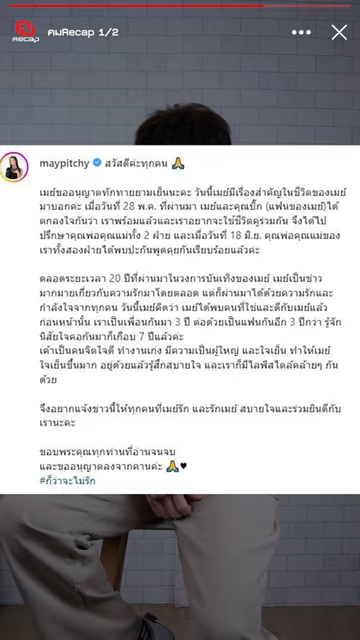 คมRecap 1/2
RECAP
maypitchy สวัสดีค่ะทุกคน 🙏
เมย์ขออนุญาตทักทายยามเย็นนะคะ วันนี้เมย์มีเรื่องสำคัญในชีวิตของเมย์
มาบอกค่ะ เมื่อวันที่ 28 พ.ค. ที่ผ่านมา เมย์และคุณบิ๊ก (แฟนของเมย์)ได้
ตกลงใจกันว่า เราพร้อมแล้วและเราอยากจะใช้ชีวิตคู่ร่วมกัน จึงได้ไป
ปรึกษาคุณพ่อคุณแม่ทั้ง 2 ฝ่าย และเมื่อวันที่ 18 มิ.ย. คุณพ่อคุณแม่ของ
เราทั้งสองฝ่ายได้พบปะกันพูดคุยกันเรียบร้อยแล้วค่ะ
ตลอดระยะเวลา 20 ปีที่ผ่านมาในวงการบันเทิงของเมย์ เมย์เป็นข่าว
มากมายเกี่ยวกับความรักมาโดยตลอด แต่ก็ผ่านมาได้ด้วยความรักและ
กำลังใจจากทุกคน วันนี้เมย์คิดว่า เมย์ได้พบคนที่ใช่และดีกับเมย์แล้ว
ก่อนหน้านั้น เราเป็นเพื่อนกันมา 3 ปี ต่อด้วยเป็นแฟนกันอีก 3 ปีกว่า รู้จัก
นิสัยใจคอกันมาก็เกือบ 7 ปีแล้วค่ะ
เค้าเป็นคนจิตใจดี ทำงานเก่ง มีความเป็นผู้ใหญ่ และใจเย็น ทำให้เมย์
ใจเย็นขึ้นมาก อยู่ด้วยแล้วรู้สึกสบายใจ และเราก็มีไลฟ์สไตล์คล้ายๆ กัน
ด้วย
จึงอยากแจ้งข่าวนี้ให้ทุกคนที่เมย์รัก และรักเมย์ สบายใจและร่วมยินดีกับ
เรานะคะ
ขอบพระคุณทุกท่านที่อ่านจนจบ
และขออนุญาตลงจากคานค่ะ 🙏♥
#ก็ว่าจะไม่รัก